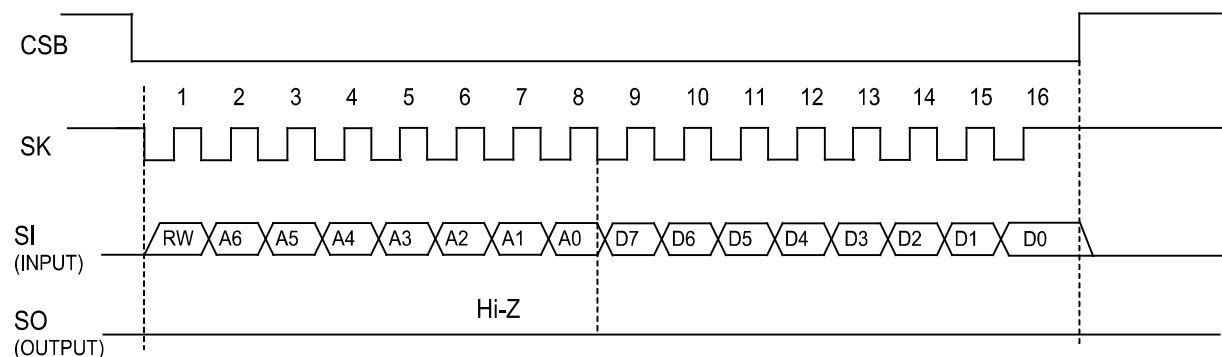 CSB
1 2 3 4 5 6 7 8 9 10 11 12 13 14 15 16
SK
SI
(INPUT)
RW A6 A5 A4 A3 A2 A1 A0 D7 D6 D5 D4 D3 D2 D1 D0
Hi-Z
SO
(OUTPUT)